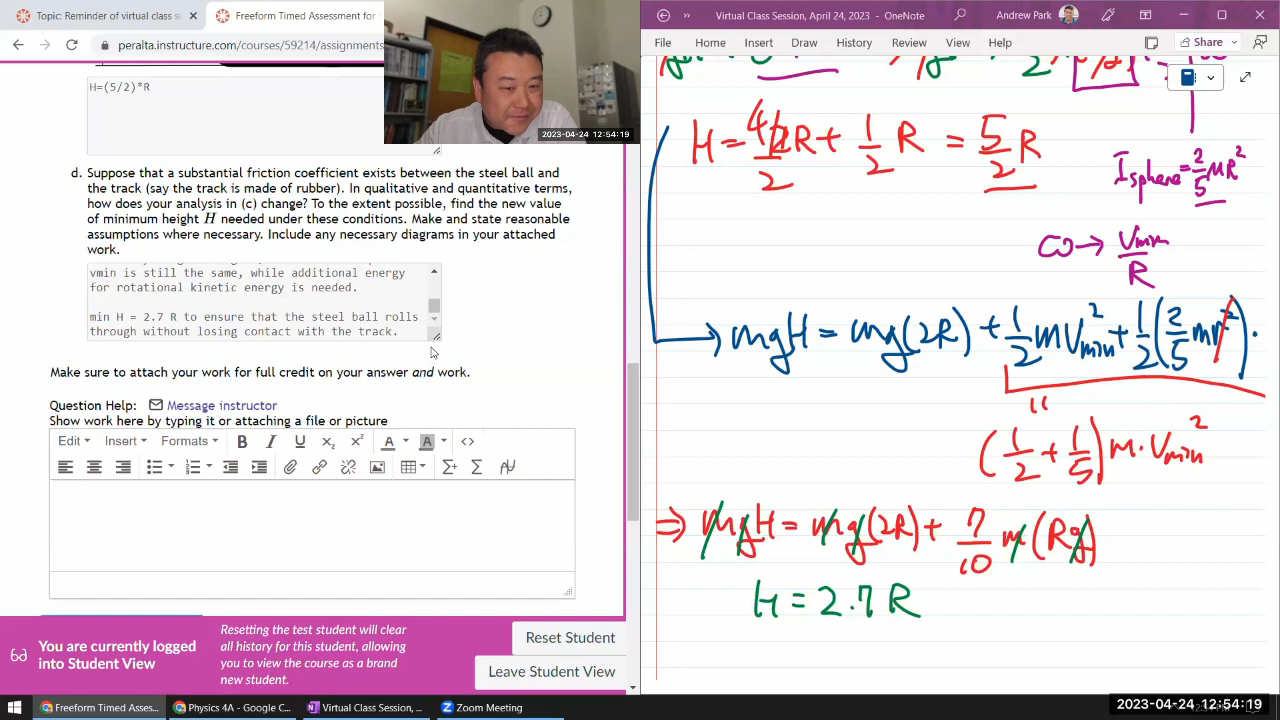 Topic: Reminder of virtual class se
Freeform Timed Assessment for
peralta.instructure.com/courses/59214/assignments
H=(5/2)*R
2023-04-24 12:54:19
d. Suppose that a substantial friction coefficient exists between the steel ball and
the track (say the track is made of rubber). In qualitative and quantitative terms,
how does your analysis in (c) change? To the extent possible, find the new value
of minimum height H needed under these conditions. Make and state reasonable
assumptions where necessary. Include any necessary diagrams in your attached
work.
vmin is still the same, while additional energy
for rotational kinetic energy is needed.
min H = 2.7 R to ensure that the steel ball rolls
through without losing contact with the track.
Make sure to attach your work for full credit on your answer and work.
Question Help: Message instructor
Show work here by typing it or attaching a file or picture
Edit Insert Formats B I U X₂ X² A A <>
You are currently logged
into Student View
Resetting the test student will clear
all history for this student, allowing
you to view the course as a brand
new student.
Reset Student
Leave Student View
Virtual Class Session, April 24, 2023 - OneNote
Andrew Park
File Home Insert Draw History Review View Help Share
H = 4/2 R + 1/2 R = 5/2 R
I sphere = 2/5 MR²
ω → Vmin/R
→ mgH = mg(2R) + 1/2 m Vmin² + 1/2 (2/5 m r²) ·
"
(1/2 + 1/5) m · Vmin²
⇒ mgH = mg(2R) + 7/10 m (Rg)
H = 2.7 R
Freeform Timed Asses...
Physics 4A - Google C...
Virtual Class Session, ...
Zoom Meeting
2023-04-24 12:54:19